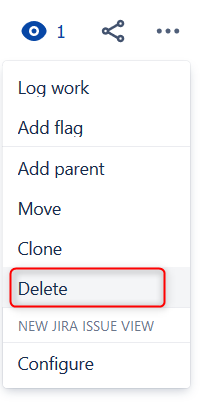 1
Log work
Add flag
Add parent
Move
Clone
Delete
NEW JIRA ISSUE VIEW
Configure